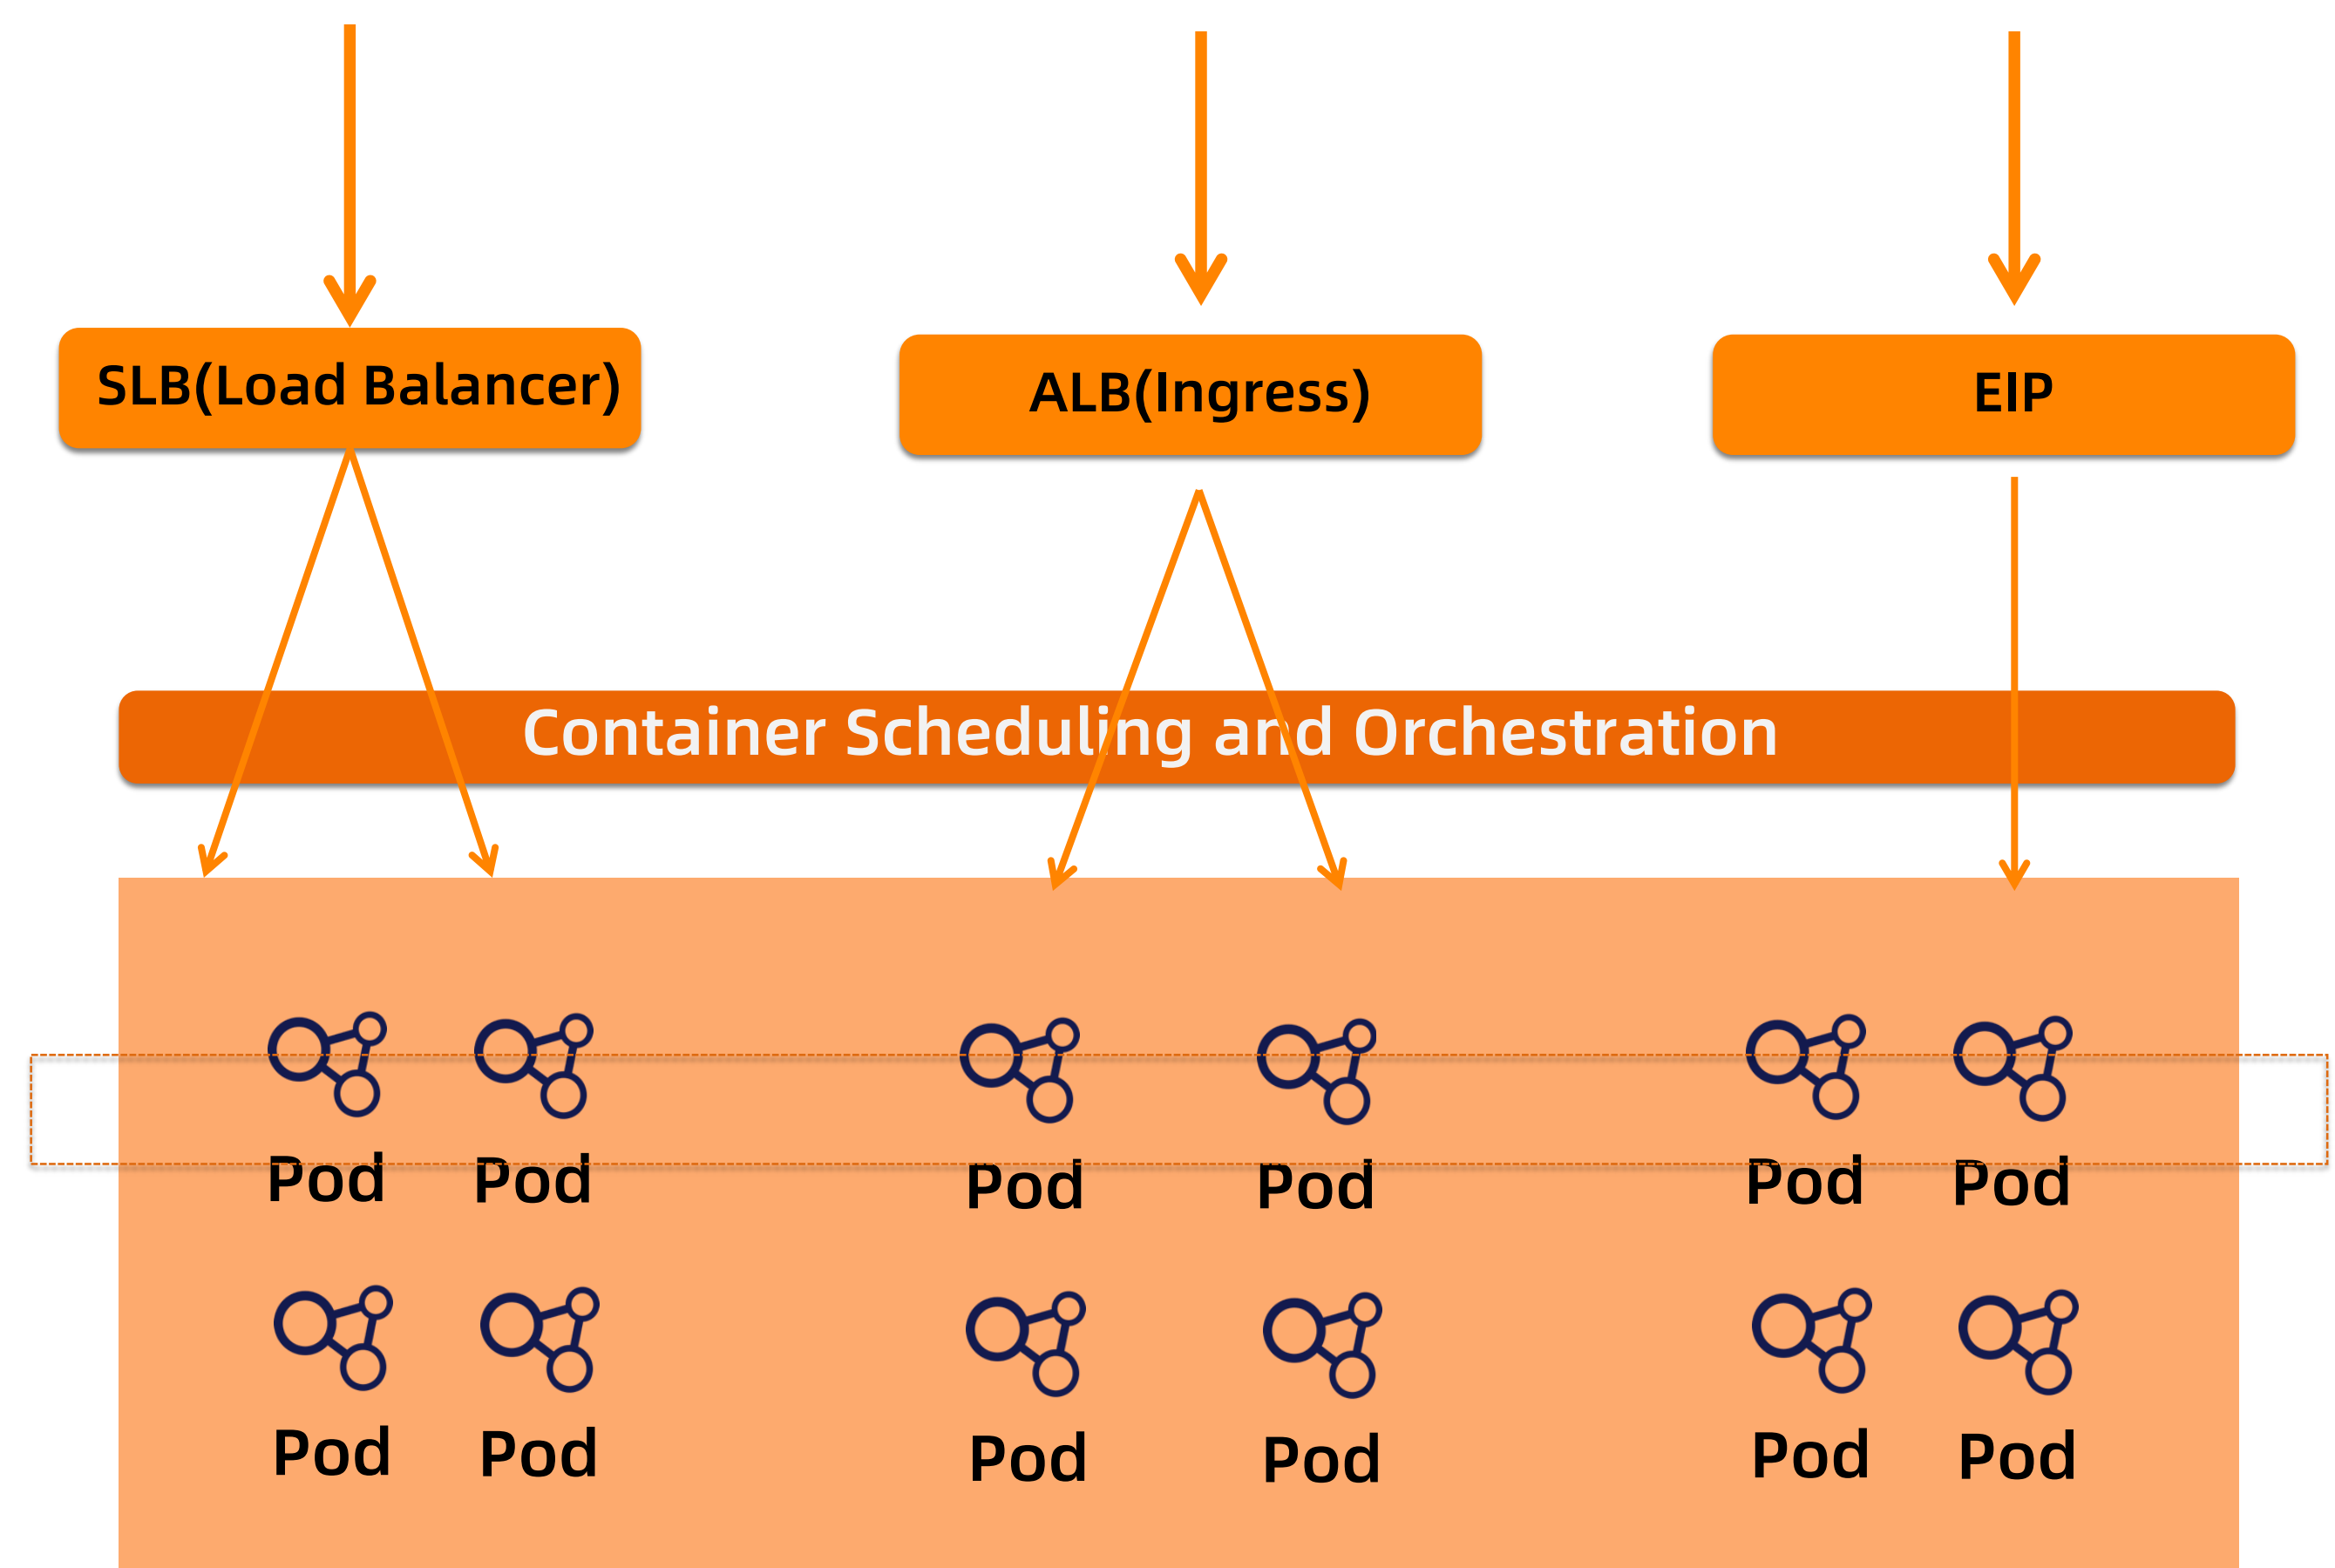 SLB(Load Balancer)
ALB(Ingress)
EIP
Container Scheduling and Orchestration
Pod
Pod
Pod
Pod
Pod
Pod
Pod
Pod
Pod
Pod
Pod
Pod